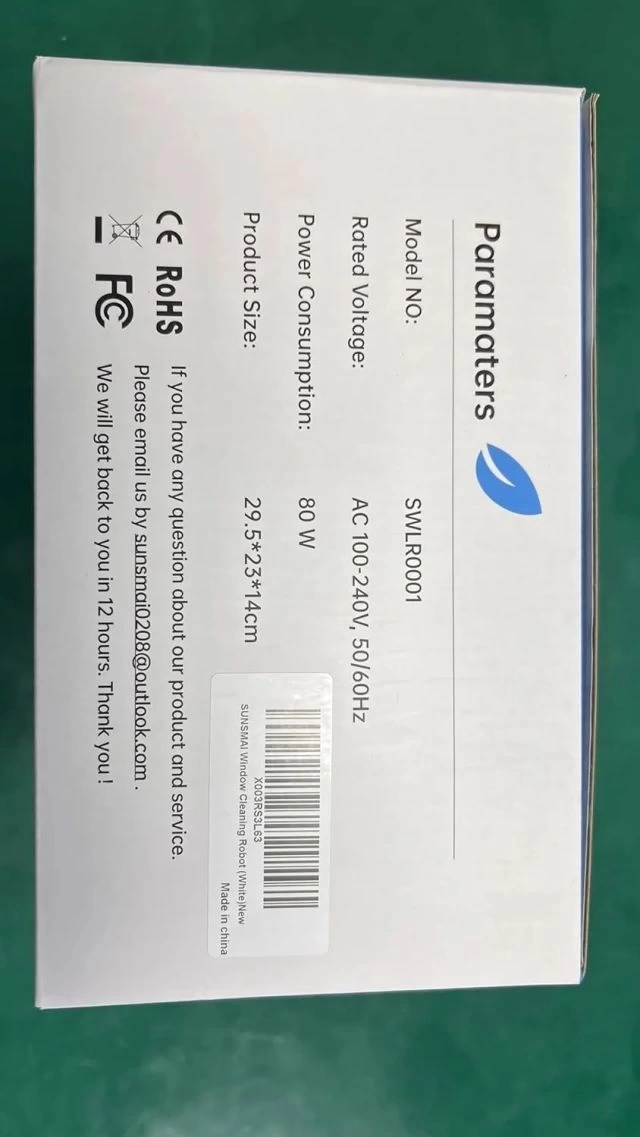 Paramaters
Model NO: SWLR0001
Rated Voltage: AC 100-240V, 50/60Hz
Power Consumption: 80 W
Product Size: 29.5*23*14cm
CE RoHS
FC
If you have any question about our product and service.
Please email us by sunsmai0208@outlook.com .
We will get back to you in 12 hours. Thank you !
X003RS3L63
SUNSMAI Window Cleaning Robot (White)New
Made in china